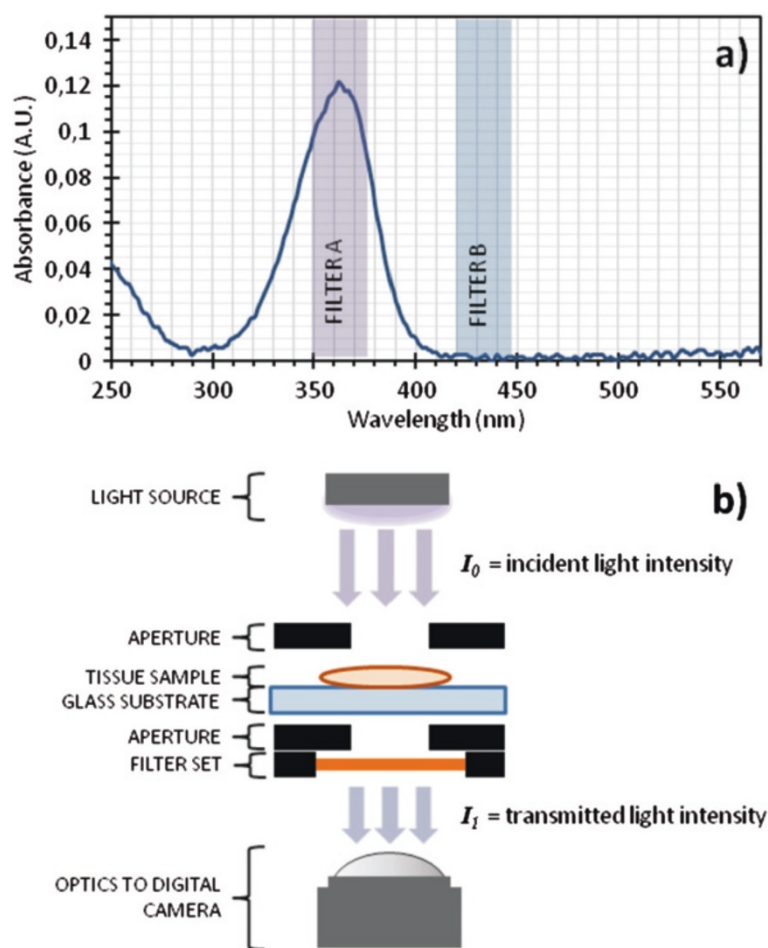 a)
0,14
0,12
0,1
0,08
0,06
0,04
0,02
0
Absorbance (A.U.)
FILTER A
FILTER B
250 300 350 400 450 500 550
Wavelength (nm)
b)
LIGHT SOURCE
I0 = incident light intensity
APERTURE
TISSUE SAMPLE
GLASS SUBSTRATE
APERTURE
FILTER SET
I1 = transmitted light intensity
OPTICS TO DIGITAL
CAMERA